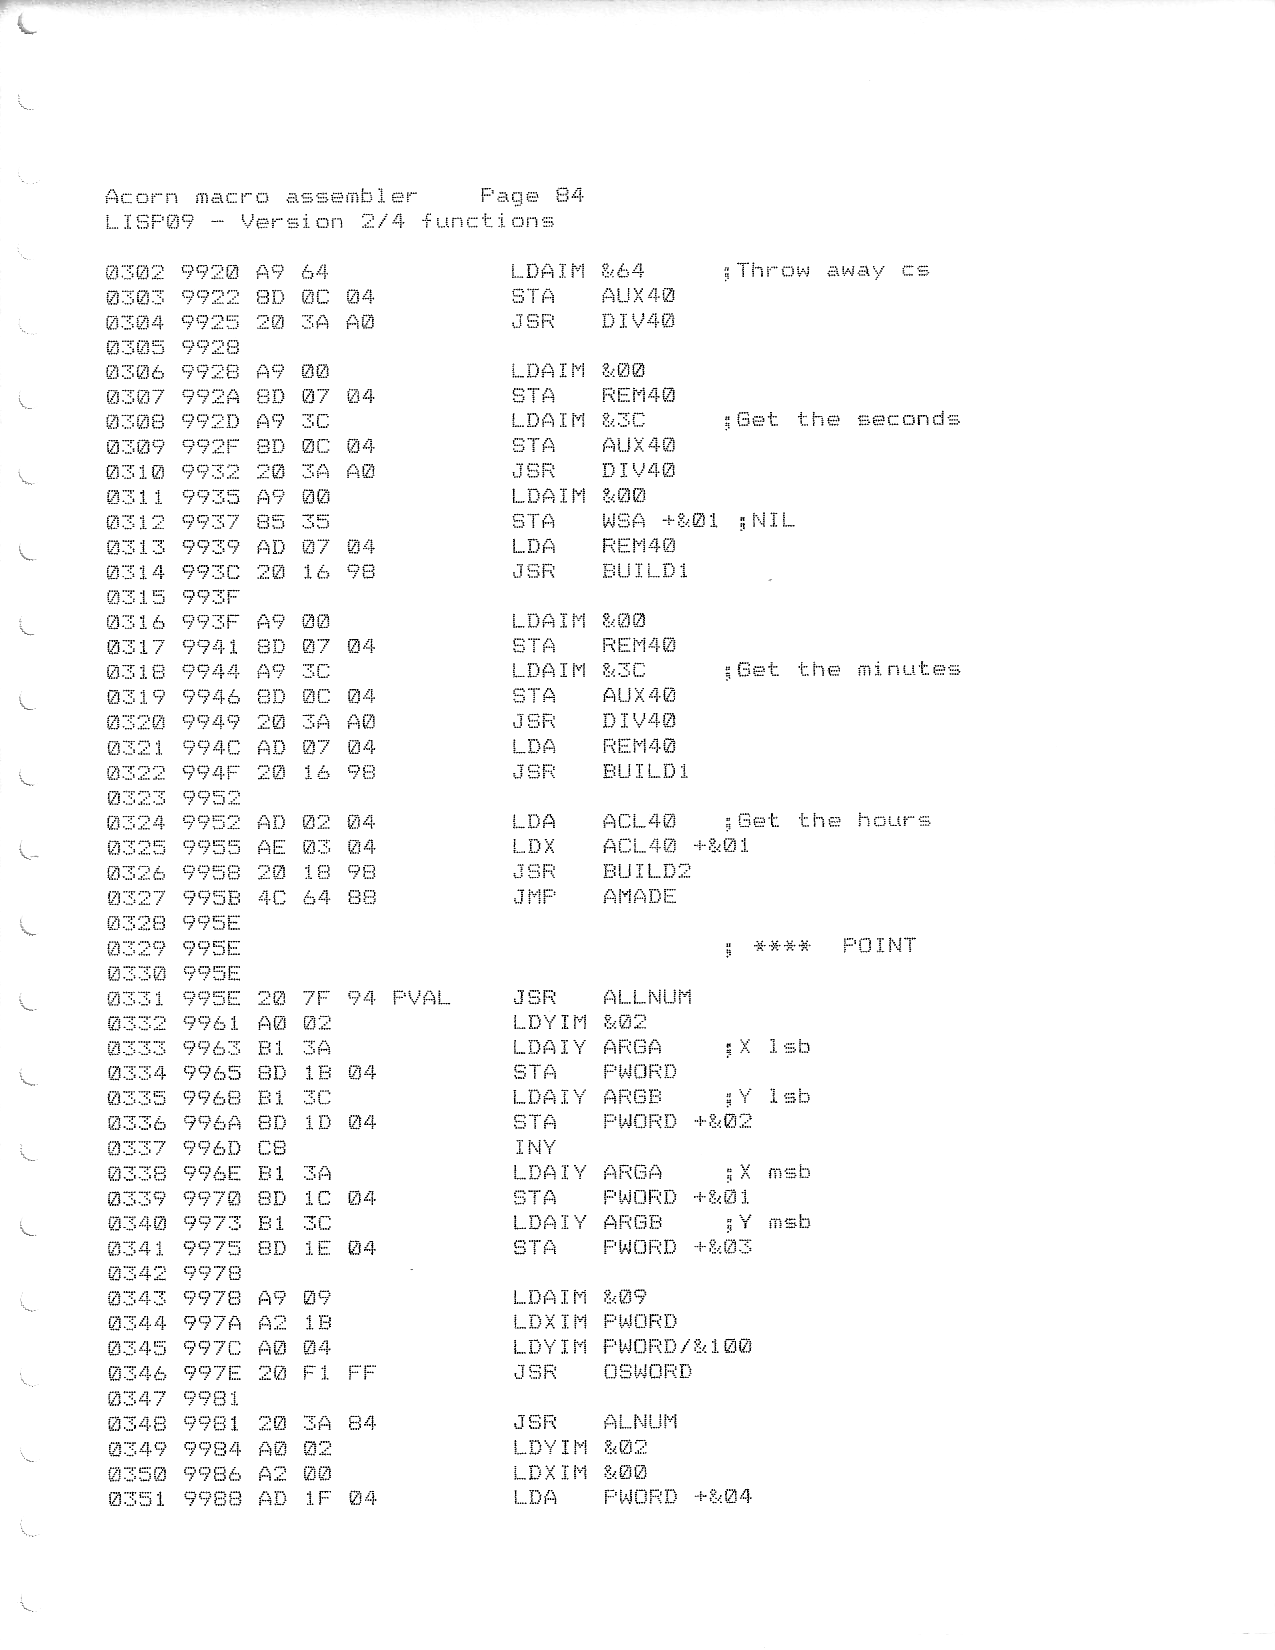 Acorn macro assembler    Page 84
LISP09 - Version 2/4 functions
0302 9920 A9 64            LDAIM &64     ;Throw away cs
0303 9922 8D 0C 04         STA   AUX40
0304 9925 20 3A A0         JSR   DIV40
0305 9928
0306 9928 A9 00            LDAIM &00
0307 992A 8D 07 04         STA   REM40
0308 992D A9 3C            LDAIM &3C     ;Get the seconds
0309 992F 8D 0C 04         STA   AUX40
0310 9932 20 3A A0         JSR   DIV40
0311 9935 A9 00            LDAIM &00
0312 9937 85 35            STA   WSA +&01 ;NIL
0313 9939 AD 07 04         LDA   REM40
0314 993C 20 16 98         JSR   BUILD1
0315 993F
0316 993F A9 00            LDAIM &00
0317 9941 8D 07 04         STA   REM40
0318 9944 A9 3C            LDAIM &3C     ;Get the minutes
0319 9946 8D 0C 04         STA   AUX40
0320 9949 20 3A A0         JSR   DIV40
0321 994C AD 07 04         LDA   REM40
0322 994F 20 16 98         JSR   BUILD1
0323 9952
0324 9952 AD 02 04         LDA   ACL40   ;Get the hours
0325 9955 AE 03 04         LDX   ACL40 +&01
0326 9958 20 18 98         JSR   BUILD2
0327 995B 4C 64 88         JMP   AMADE
0328 995E
0329 995E                                ; ****  POINT
0330 995E
0331 995E 20 7F 94 PVAL    JSR   ALLNUM
0332 9961 A0 02            LDYIM &02
0333 9963 B1 3A            LDAIY ARGA    ;X lsb
0334 9965 8D 1B 04         STA   PWORD
0335 9968 B1 3C            LDAIY ARGB    ;Y lsb
0336 996A 8D 1D 04         STA   PWORD +&02
0337 996D C8               INY
0338 996E B1 3A            LDAIY ARGA    ;X msb
0339 9970 8D 1C 04         STA   PWORD +&01
0340 9973 B1 3C            LDAIY ARGB    ;Y msb
0341 9975 8D 1E 04         STA   PWORD +&03
0342 9978
0343 9978 A9 09            LDAIM &09
0344 997A A2 1B            LDXIM PWORD
0345 997C A0 04            LDYIM PWORD/&100
0346 997E 20 F1 FF         JSR   OSWORD
0347 9981
0348 9981 20 3A 84         JSR   ALNUM
0349 9984 A0 02            LDYIM &02
0350 9986 A2 00            LDXIM &00
0351 9988 AD 1F 04         LDA   PWORD +&04